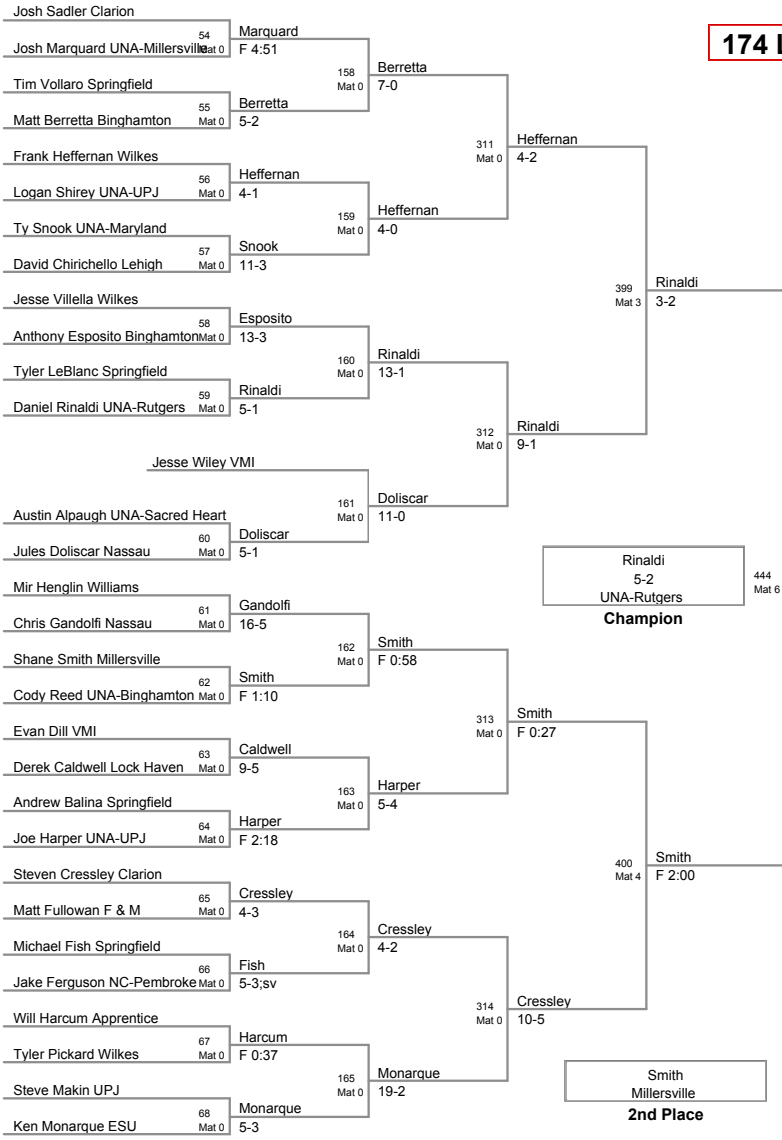 Josh Sadler Clarion
54
Marquard
Josh Marquard UNA-Millersville
Mat 0
F 4:51
174 L
158
Berretta
Mat 0
7-0
Tim Vollaro Springfield
55
Berretta
Matt Berretta Binghamton
Mat 0
5-2
311
Heffernan
Mat 0
4-2
Frank Heffernan Wilkes
56
Heffernan
Logan Shirey UNA-UPJ
Mat 0
4-1
159
Heffernan
Mat 0
4-0
Ty Snook UNA-Maryland
57
Snook
David Chirichello Lehigh
Mat 0
11-3
399
Rinaldi
Mat 3
3-2
Jesse Villella Wilkes
58
Esposito
Anthony Esposito Binghamton
Mat 0
13-3
160
Rinaldi
Mat 0
13-1
Tyler LeBlanc Springfield
59
Rinaldi
Daniel Rinaldi UNA-Rutgers
Mat 0
5-1
312
Rinaldi
Mat 0
9-1
Jesse Wiley VMI
161
Doliscar
Mat 0
11-0
Austin Alpaugh UNA-Sacred Heart
60
Doliscar
Jules Doliscar Nassau
Mat 0
5-1
Rinaldi
5-2
UNA-Rutgers
444
Mat 6
Champion
Mir Henglin Williams
61
Gandolfi
Chris Gandolfi Nassau
Mat 0
16-5
162
Smith
Mat 0
F 0:58
Shane Smith Millersville
62
Smith
Cody Reed UNA-Binghamton
Mat 0
F 1:10
313
Smith
Mat 0
F 0:27
Evan Dill VMI
63
Caldwell
Derek Caldwell Lock Haven
Mat 0
9-5
163
Harper
Mat 0
5-4
Andrew Balina Springfield
64
Harper
Joe Harper UNA-UPJ
Mat 0
F 2:18
400
Smith
Mat 4
F 2:00
Steven Cressley Clarion
65
Cressley
Matt Fullowan F & M
Mat 0
4-3
164
Cressley
Mat 0
4-2
Michael Fish Springfield
66
Fish
Jake Ferguson NC-Pembroke
Mat 0
5-3;sv
314
Cressley
Mat 0
10-5
Will Harcum Apprentice
67
Harcum
Tyler Pickard Wilkes
Mat 0
F 0:37
165
Monarque
Mat 0
19-2
Steve Makin UPJ
68
Monarque
Ken Monarque ESU
Mat 0
5-3
Smith
Millersville
2nd Place